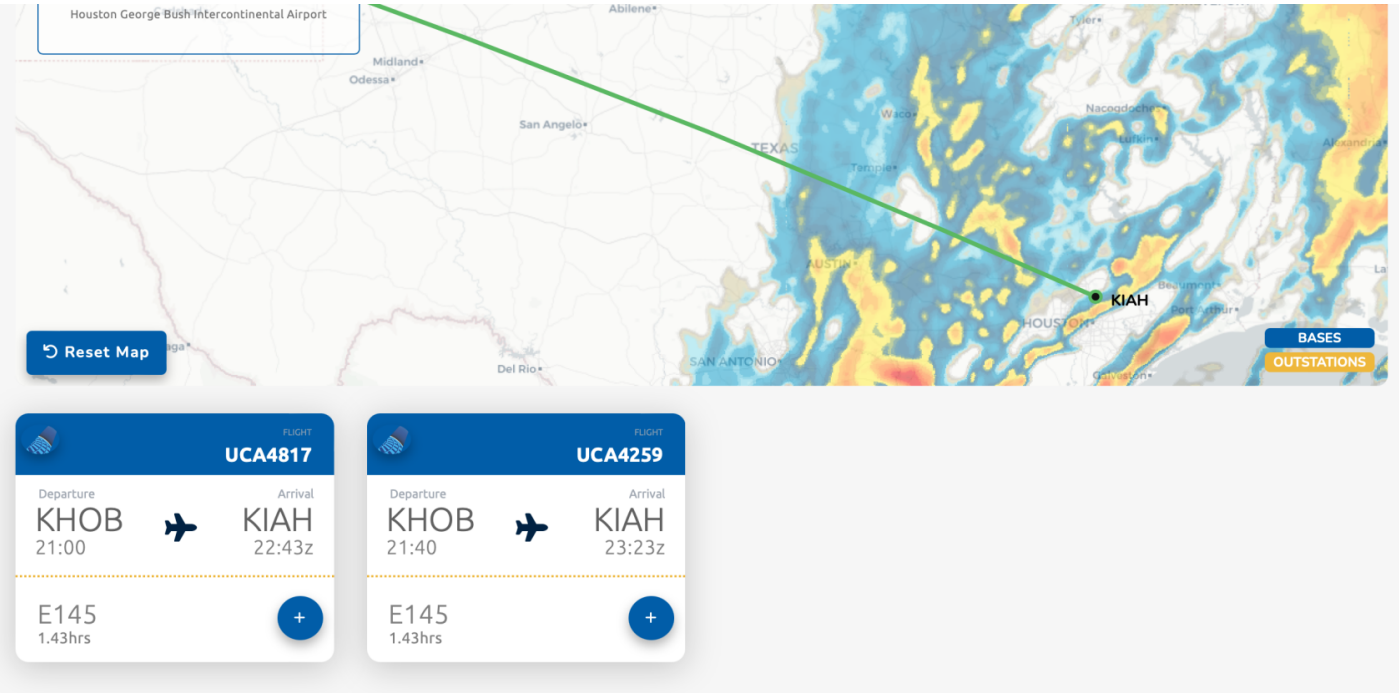 Houston George Bush Intercontinental Airport
Abilene
Tyler
Midland
Odessa
San Angelo
Waco
Nacogdoches
Lufkin
Alexandria
TEXAS
Temple
AUSTIN
KIAH
Beaumont
Port Arthur
HOUSTON
La
Reset Map
aga
Del Rio
SAN ANTONIO
Galveston
BASES
OUTSTATIONS
FLIGHT
UCA4817
Departure
Arrival
KHOB
KIAH
21:00
22:43z
E145
1.43hrs
+
FLIGHT
UCA4259
Departure
Arrival
KHOB
KIAH
21:40
23:23z
E145
1.43hrs
+